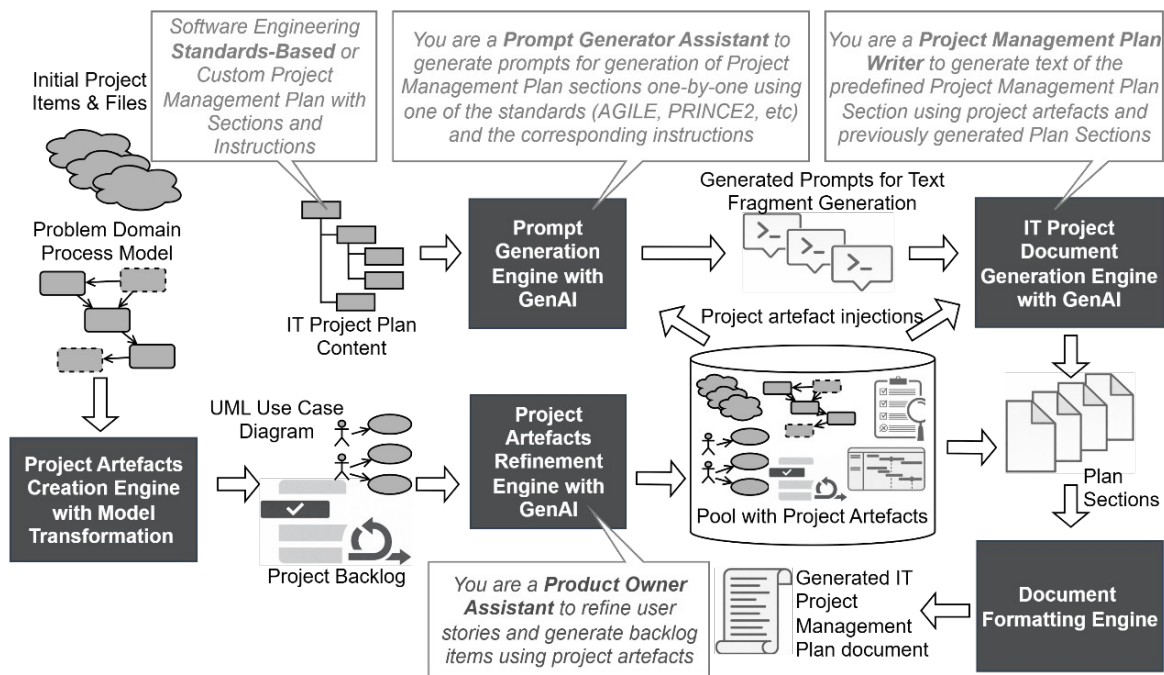 Software Engineering
Standards-Based or
Custom Project
Management Plan with
Sections and
Instructions
You are a Prompt Generator Assistant to
generate prompts for generation of Project
Management Plan sections one-by-one using
one of the standards (AGILE, PRINCE2, etc)
and the corresponding instructions
You are a Project Management Plan
Writer to generate text of the
predefined Project Management Plan
Section using project artefacts and
previously generated Plan Sections
Initial Project
Items & Files
Problem Domain
Process Model
IT Project Plan
Content
Prompt
Generation
Engine with
GenAI
Generated Prompts for Text
Fragment Generation
>_
>_
>_
IT Project
Document
Generation Engine
with GenAI
Project artefact injections
Project Artefacts
Creation Engine
with Model
Transformation
UML Use Case
Diagram
Project Backlog
Project
Artefacts
Refinement
Engine with
GenAI
Pool with Project Artefacts
Plan
Sections
You are a Product Owner
Assistant to refine user
stories and generate backlog
items using project artefacts
Generated IT
Project
Management
Plan document
Document
Formatting Engine